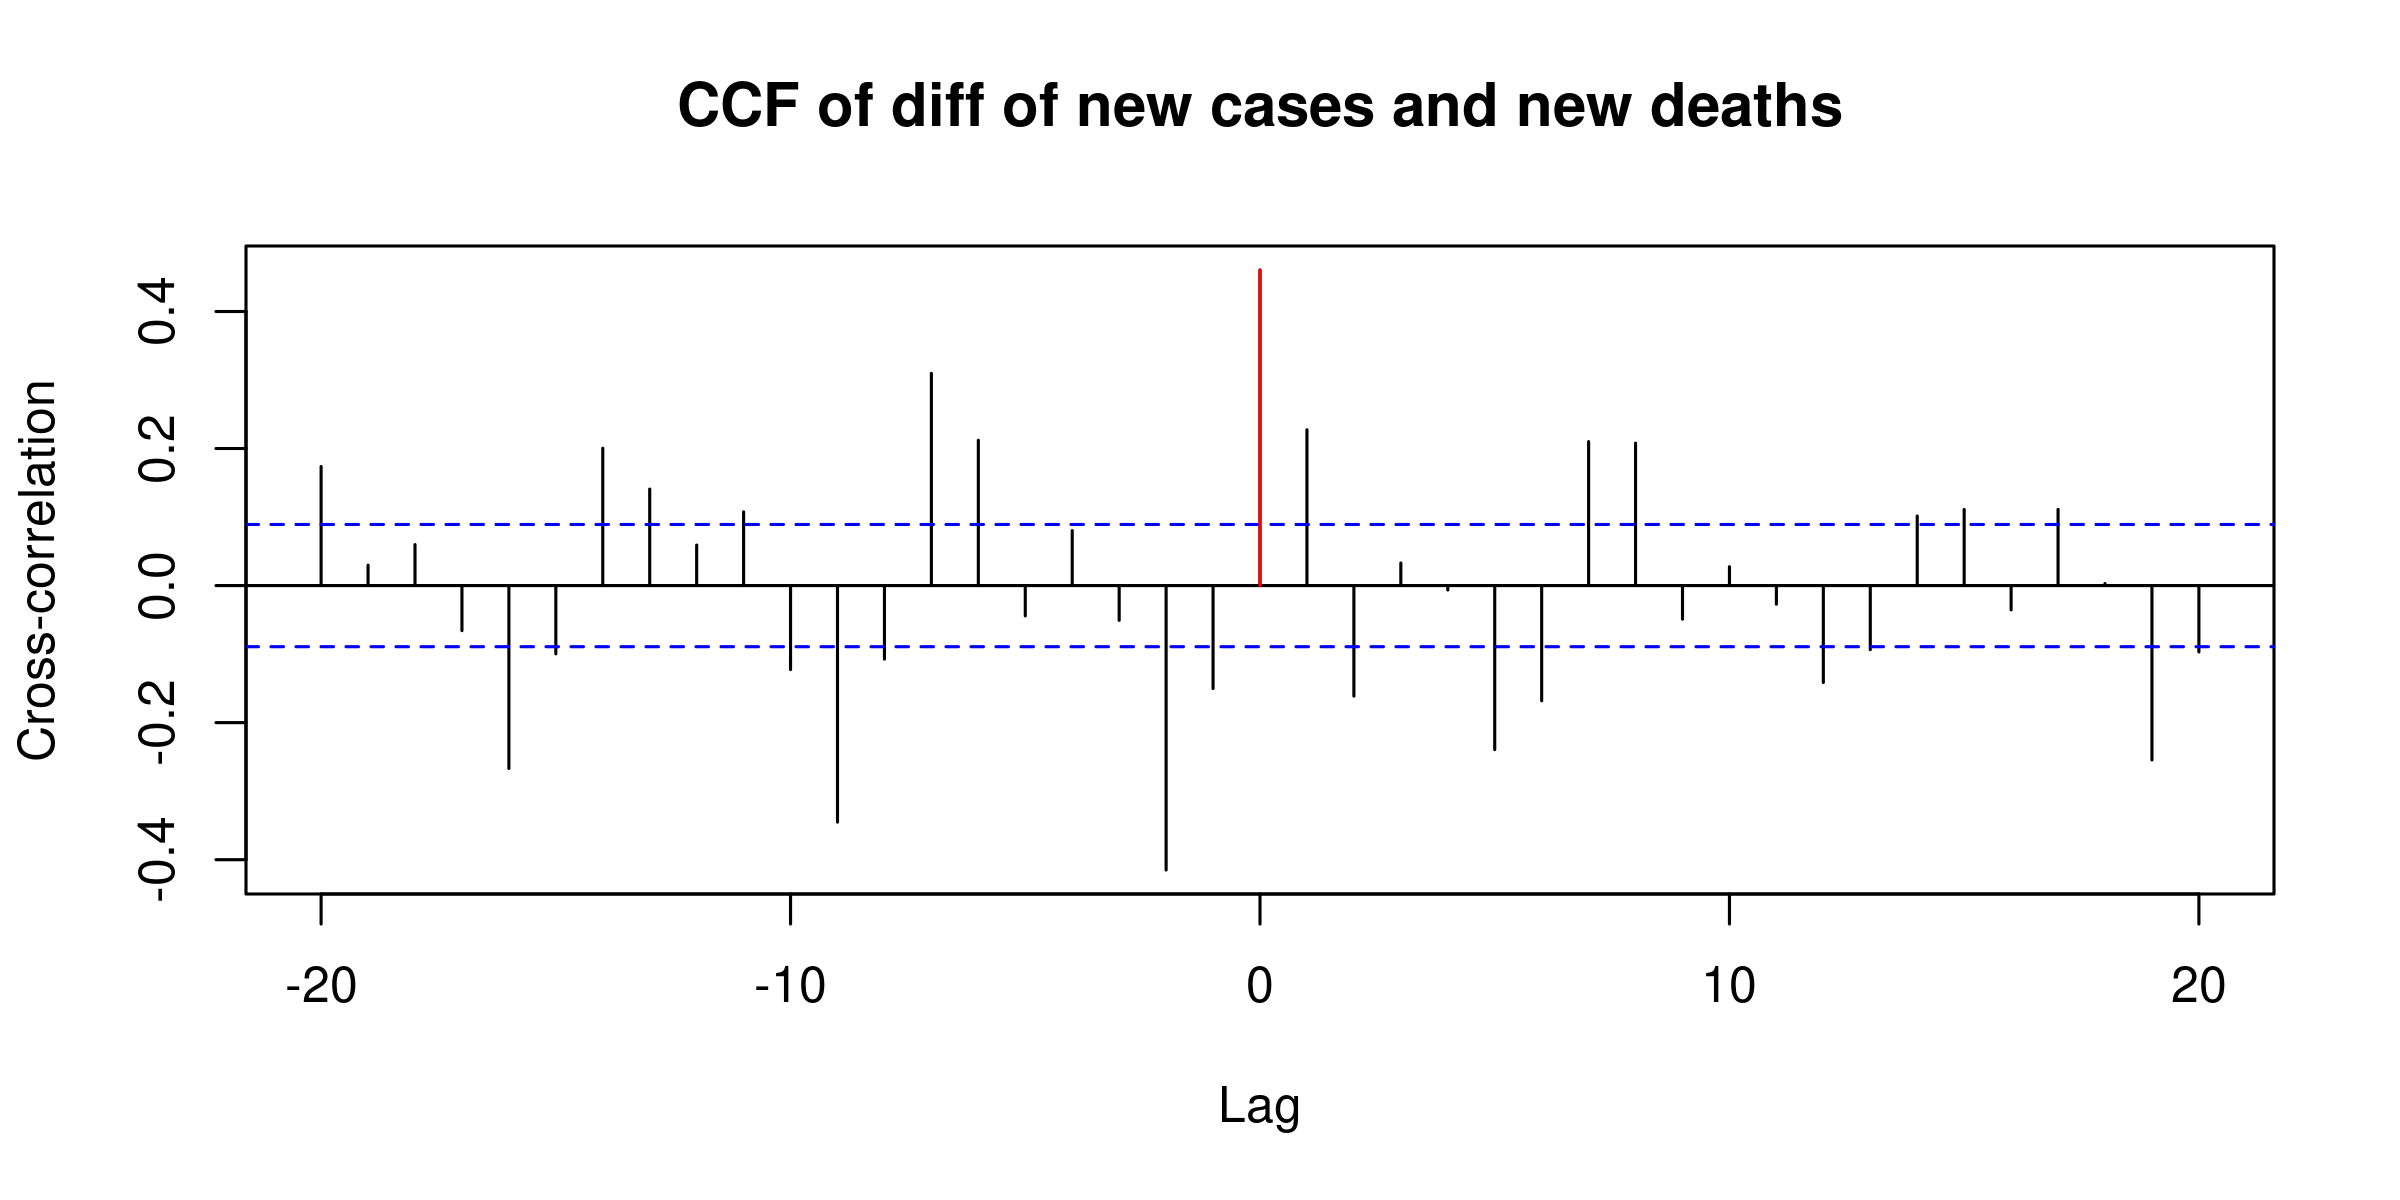 CCF of diff of new cases and new deaths
Cross-correlation
0.4
0.2
0.0
-0.2
-0.4
-20 -10 0 10 20
Lag